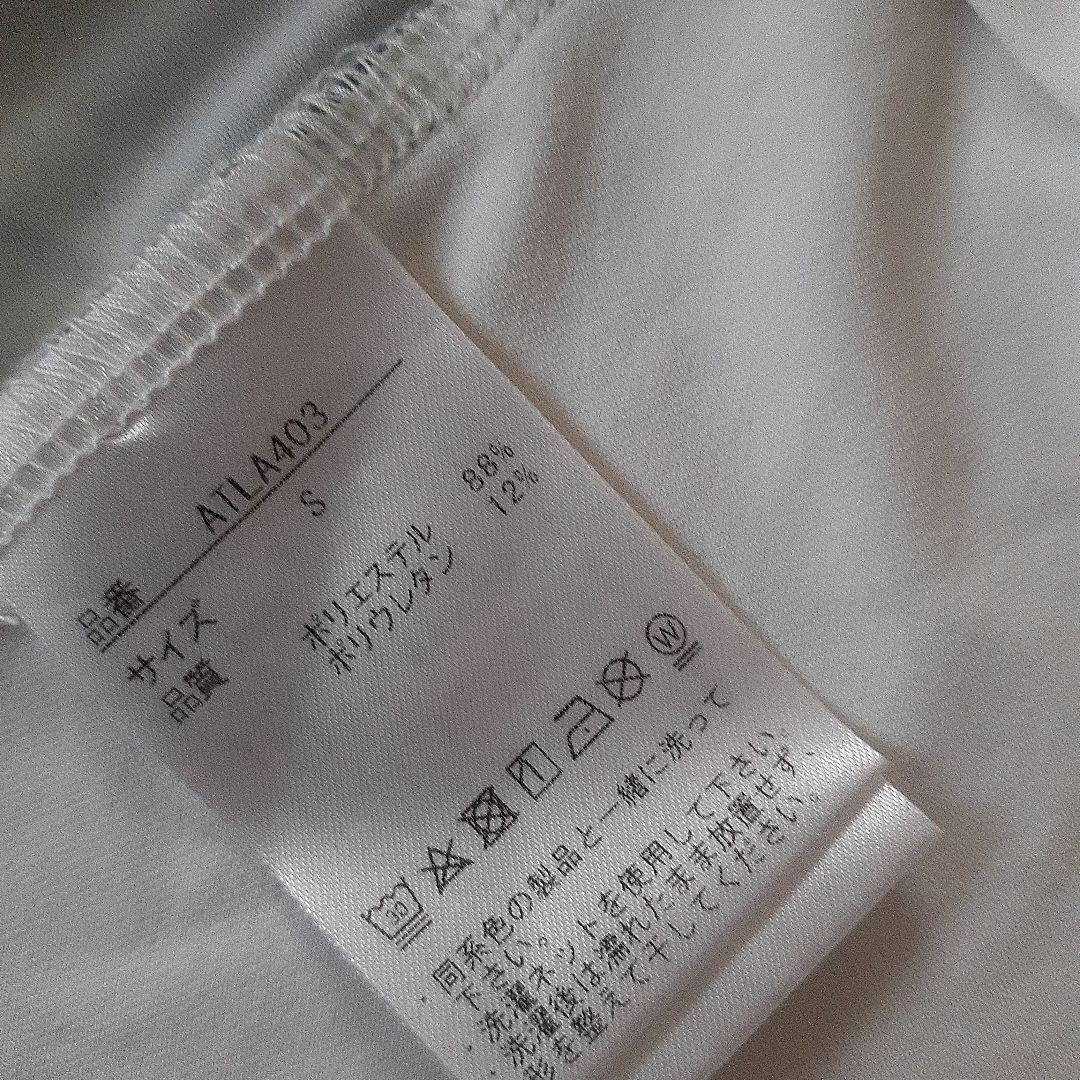 品番 ATLA403
サイズ S
品質 ポリエステル 88%
ポリウレタン 12%
30 W
・同系色の製品と一緒に洗って
下さい。
・洗濯ネットを使用して下さい。
・洗濯後は濡れたまま放置せず、
形を整えて干してください。